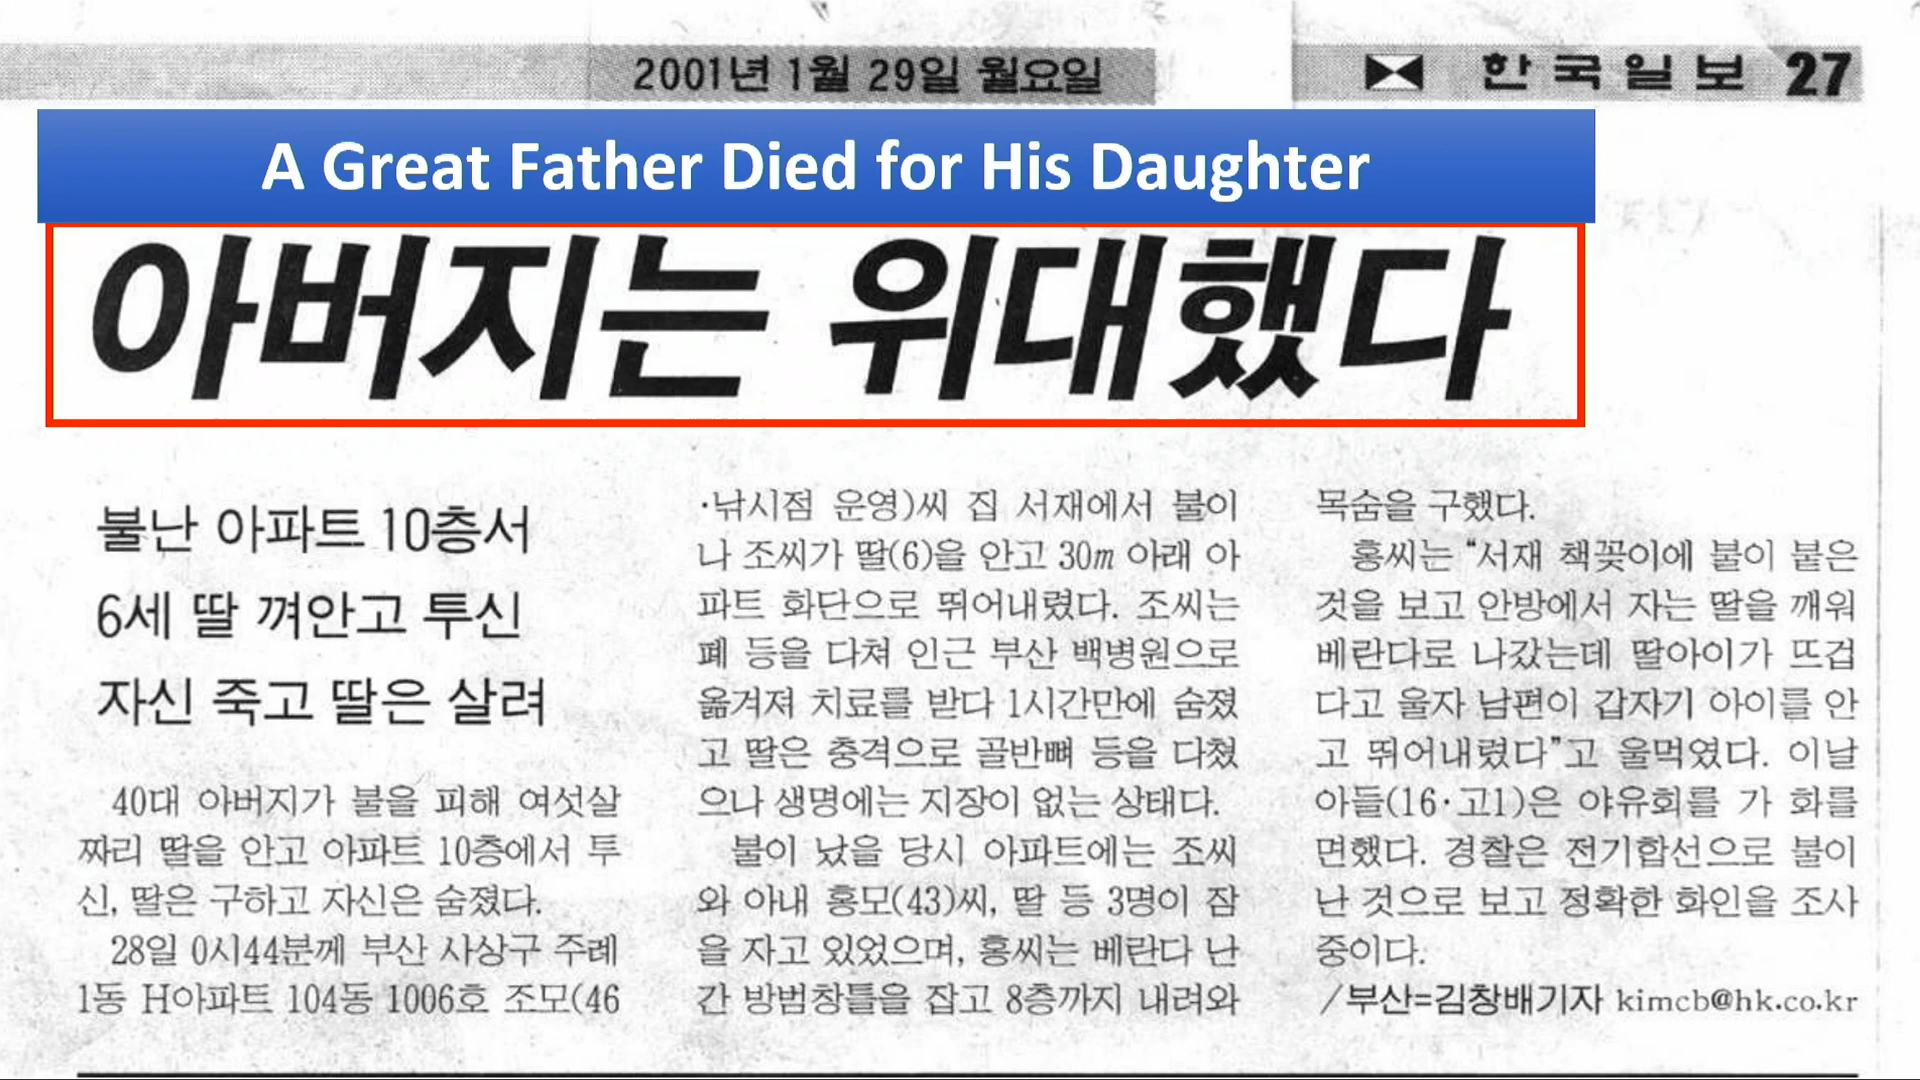 2001년 1월 29일 월요일
한국일보 27
A Great Father Died for His Daughter
아버지는 위대했다
불난 아파트 10층서
6세 딸 껴안고 투신
자신 죽고 딸은 살려
40대 아버지가 불을 피해 여섯살
짜리 딸을 안고 아파트 10층에서 투
신, 딸은 구하고 자신은 숨졌다.
28일 0시44분께 부산 사상구 주례
1동 H아파트 104동 1006호 조모(46
·낚시점 운영)씨 집 서재에서 불이
나 조씨가 딸(6)을 안고 30m 아래 아
파트 화단으로 뛰어내렸다. 조씨는
폐 등을 다쳐 인근 부산 백병원으로
옮겨져 치료를 받다 1시간만에 숨졌
고 딸은 충격으로 골반뼈 등을 다쳤
으나 생명에는 지장이 없는 상태다.
불이 났을 당시 아파트에는 조씨
와 아내 홍모(43)씨, 딸 등 3명이 잠
을 자고 있었으며, 홍씨는 베란다 난
간 방범창틀을 잡고 8층까지 내려와
목숨을 구했다.
홍씨는 “서재 책꽂이에 불이 붙은
것을 보고 안방에서 자는 딸을 깨워
베란다로 나갔는데 딸아이가 뜨겁
다고 울자 남편이 갑자기 아이를 안
고 뛰어내렸다”고 울먹였다. 이날
아들(16·고1)은 야유회를 가 화를
면했다. 경찰은 전기합선으로 불이
난 것으로 보고 정확한 화인을 조사
중이다.
/부산=김창배기자 kimcb@hk.co.kr